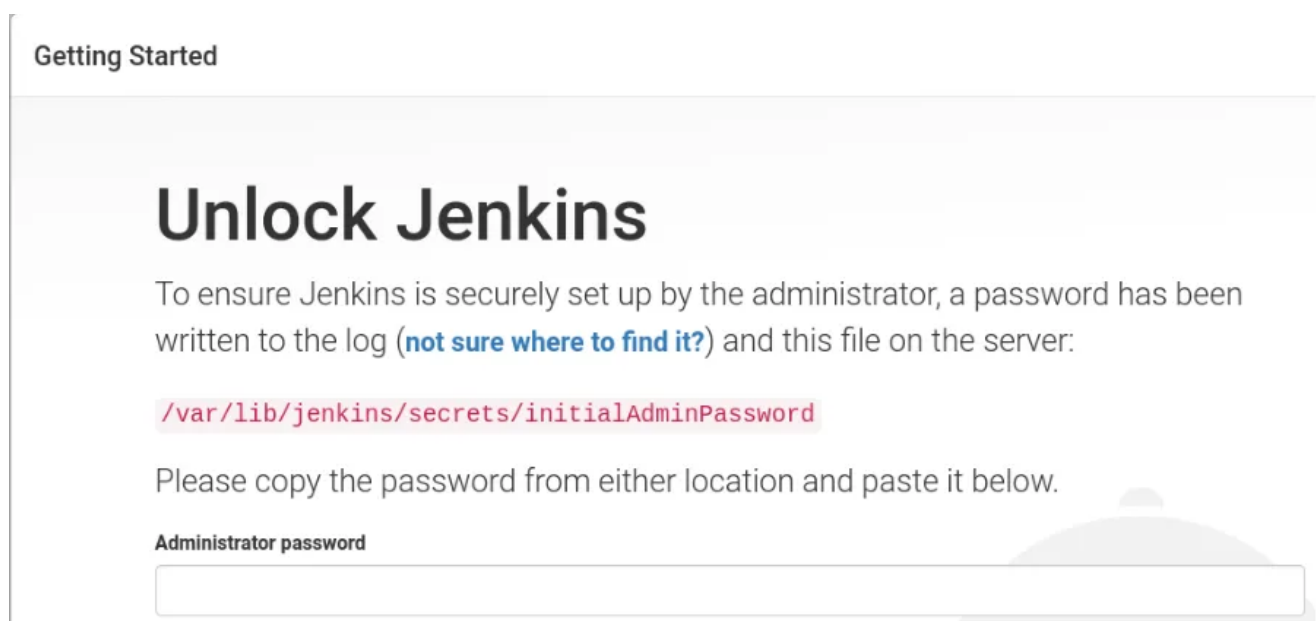 Getting Started
Unlock Jenkins
To ensure Jenkins is securely set up by the administrator, a password has been
written to the log (not sure where to find it?) and this file on the server:
/var/lib/jenkins/secrets/initialAdminPassword
Please copy the password from either location and paste it below.
Administrator password